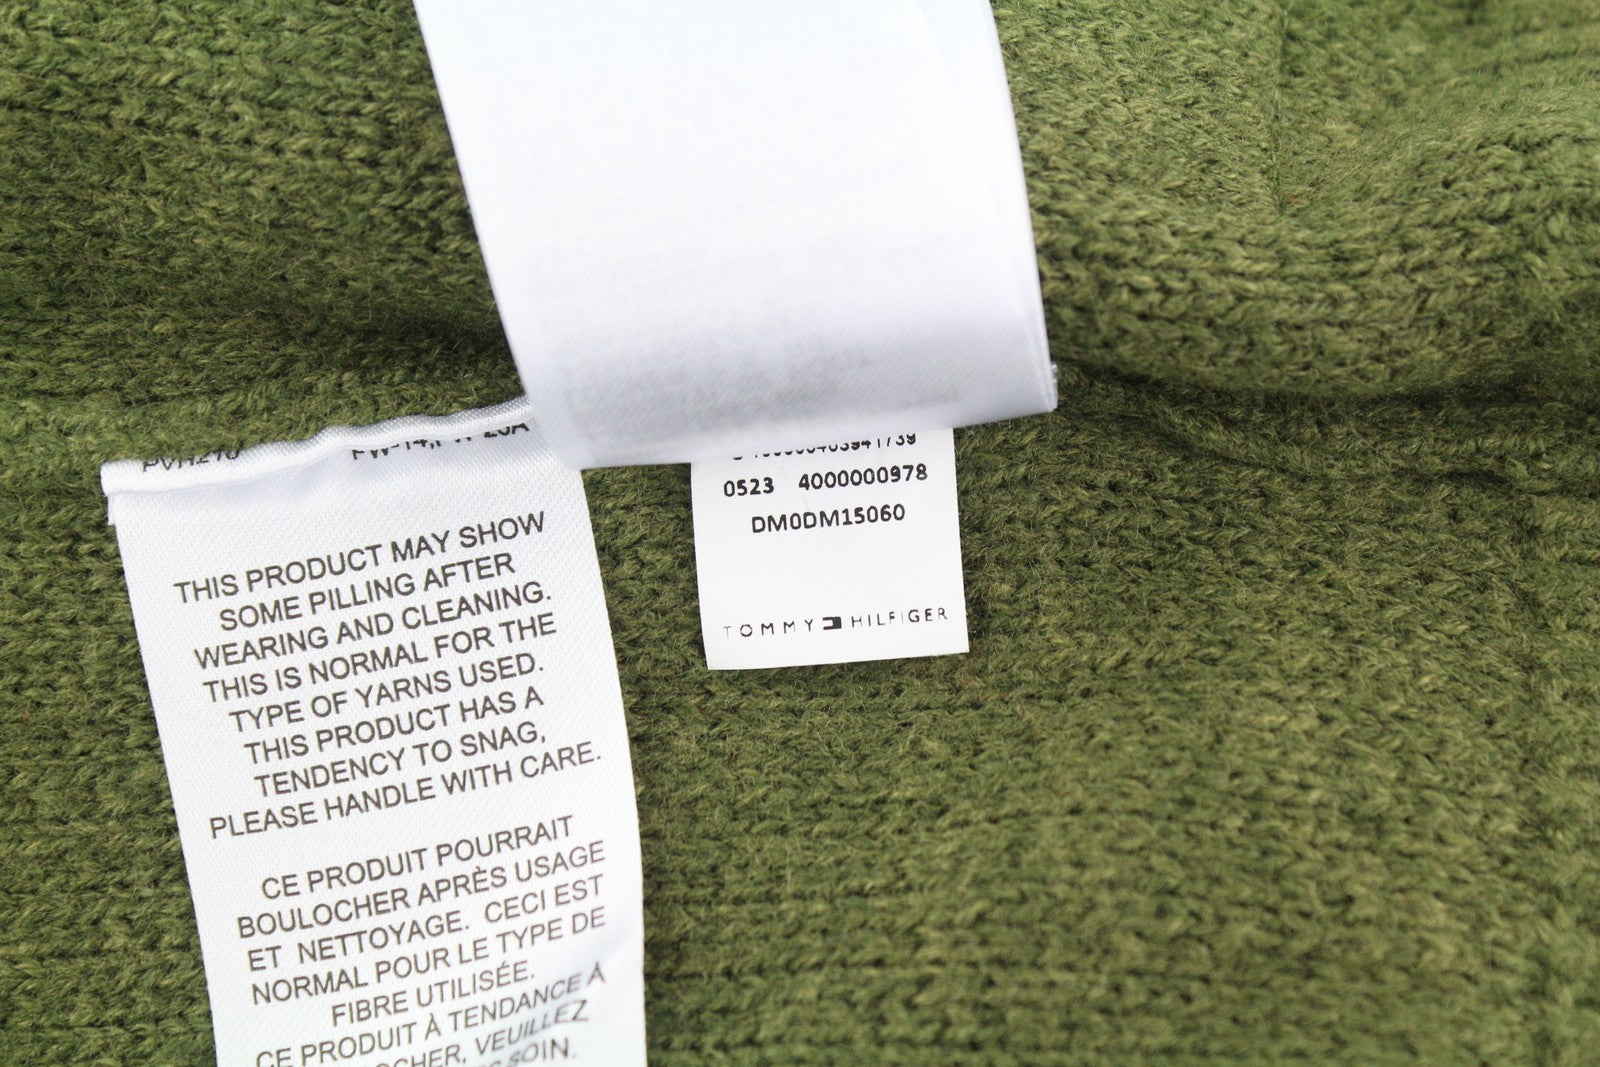 THIS PRODUCT MAY SHOW
SOME PILLING AFTER
WEARING AND CLEANING.
THIS IS NORMAL FOR THE
TYPE OF YARNS USED.
THIS PRODUCT HAS A
TENDENCY TO SNAG,
PLEASE HANDLE WITH CARE.
CE PRODUIT POURRAIT
BOULOCHER APRÈS USAGE
ET NETTOYAGE. CECI EST
NORMAL POUR LE TYPE DE
FIBRE UTILISÉE.
CE PRODUIT À TENDANCE À
VEUILLEZ
SOIN.
0523 4000000978
DM0DM15060
TOMMY HILFIGER